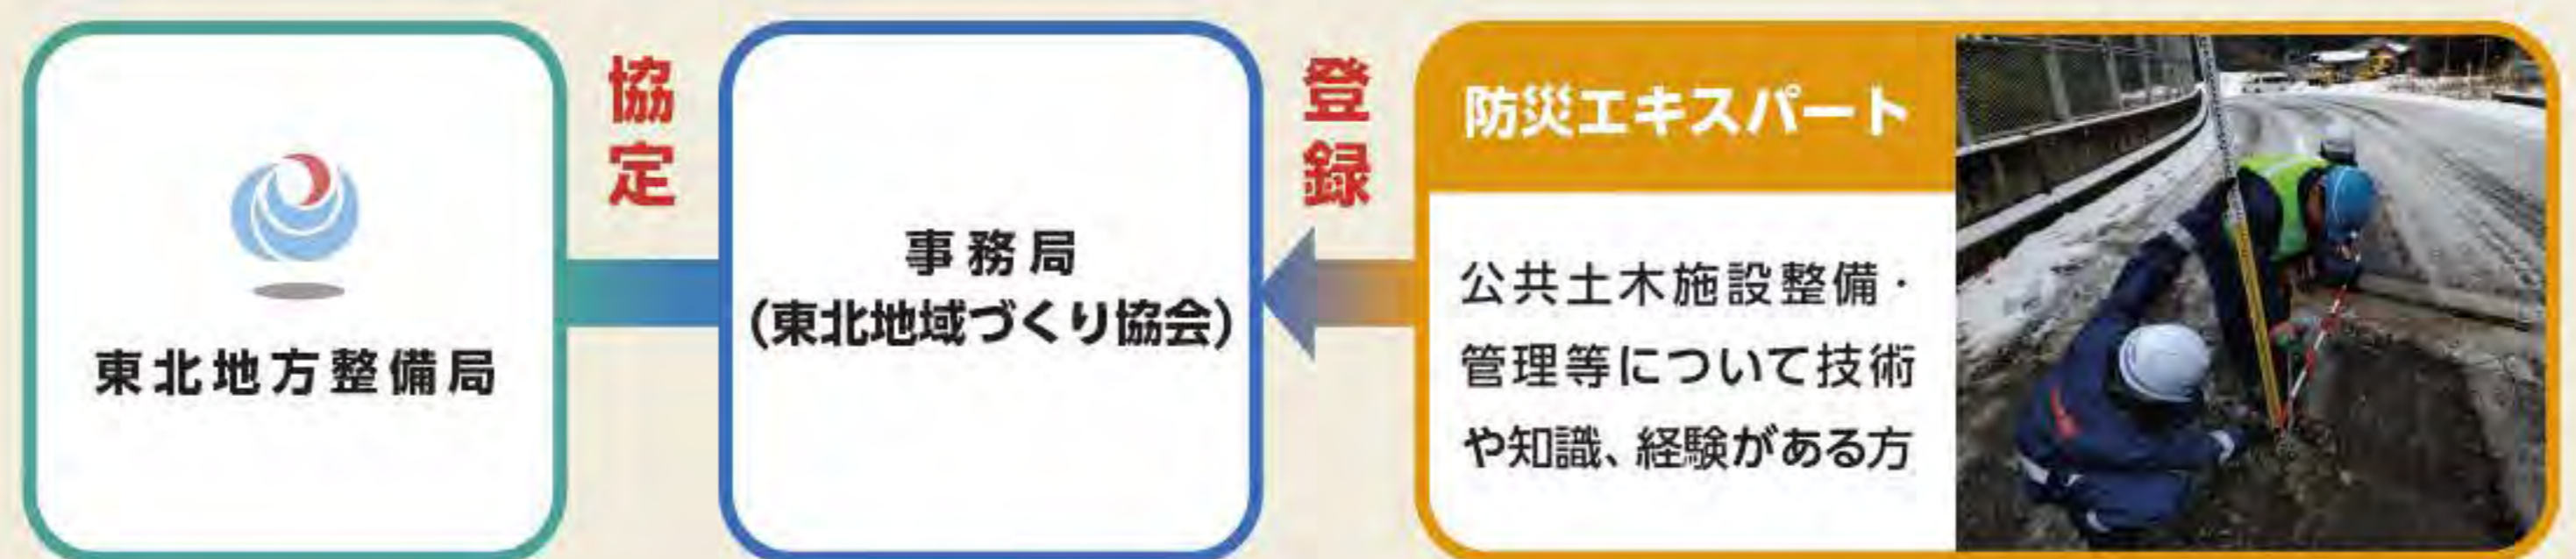 東北地方整備局
協定
事務局
(東北地域づくり協会)
登録
防災エキスパート
公共土木施設整備・
管理等について技術
や知識、経験がある方